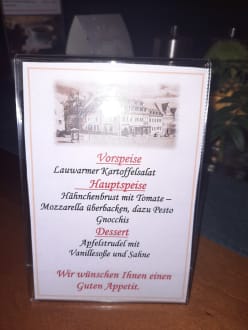 Vorspeise
Lauwarmer Kartoffelsalat
Hauptspeise
Hähnchenbrust mit Tomate –
Mozzarella überbacken, dazu Pesto
Gnocchis
Dessert
Apfelstrudel mit
Vanillesoße und Sahne
Wir wünschen Ihnen einen
Guten Appetit.